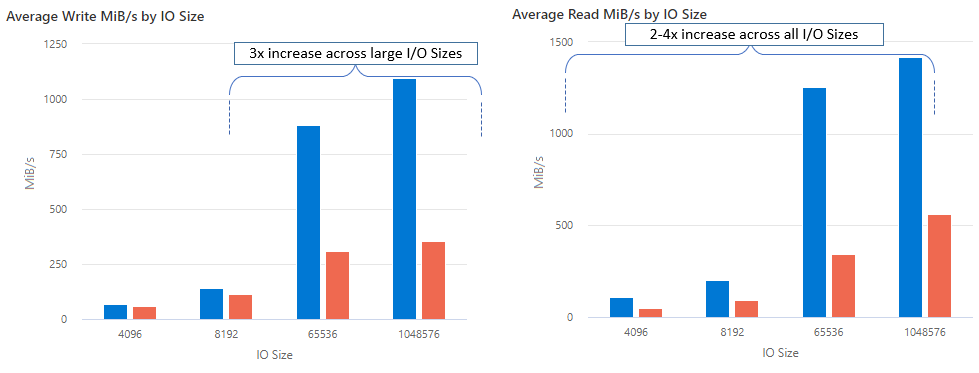 Average Write MiB/s by IO Size
3x increase across large I/O Sizes
1250
1000
750
500
250
0
MiB/s
4096
8192
65536
1048576
IO Size
Average Read MiB/s by IO Size
2-4x increase across all I/O Sizes
1500
1000
500
0
MiB/s
4096
8192
65536
1048576
IO Size